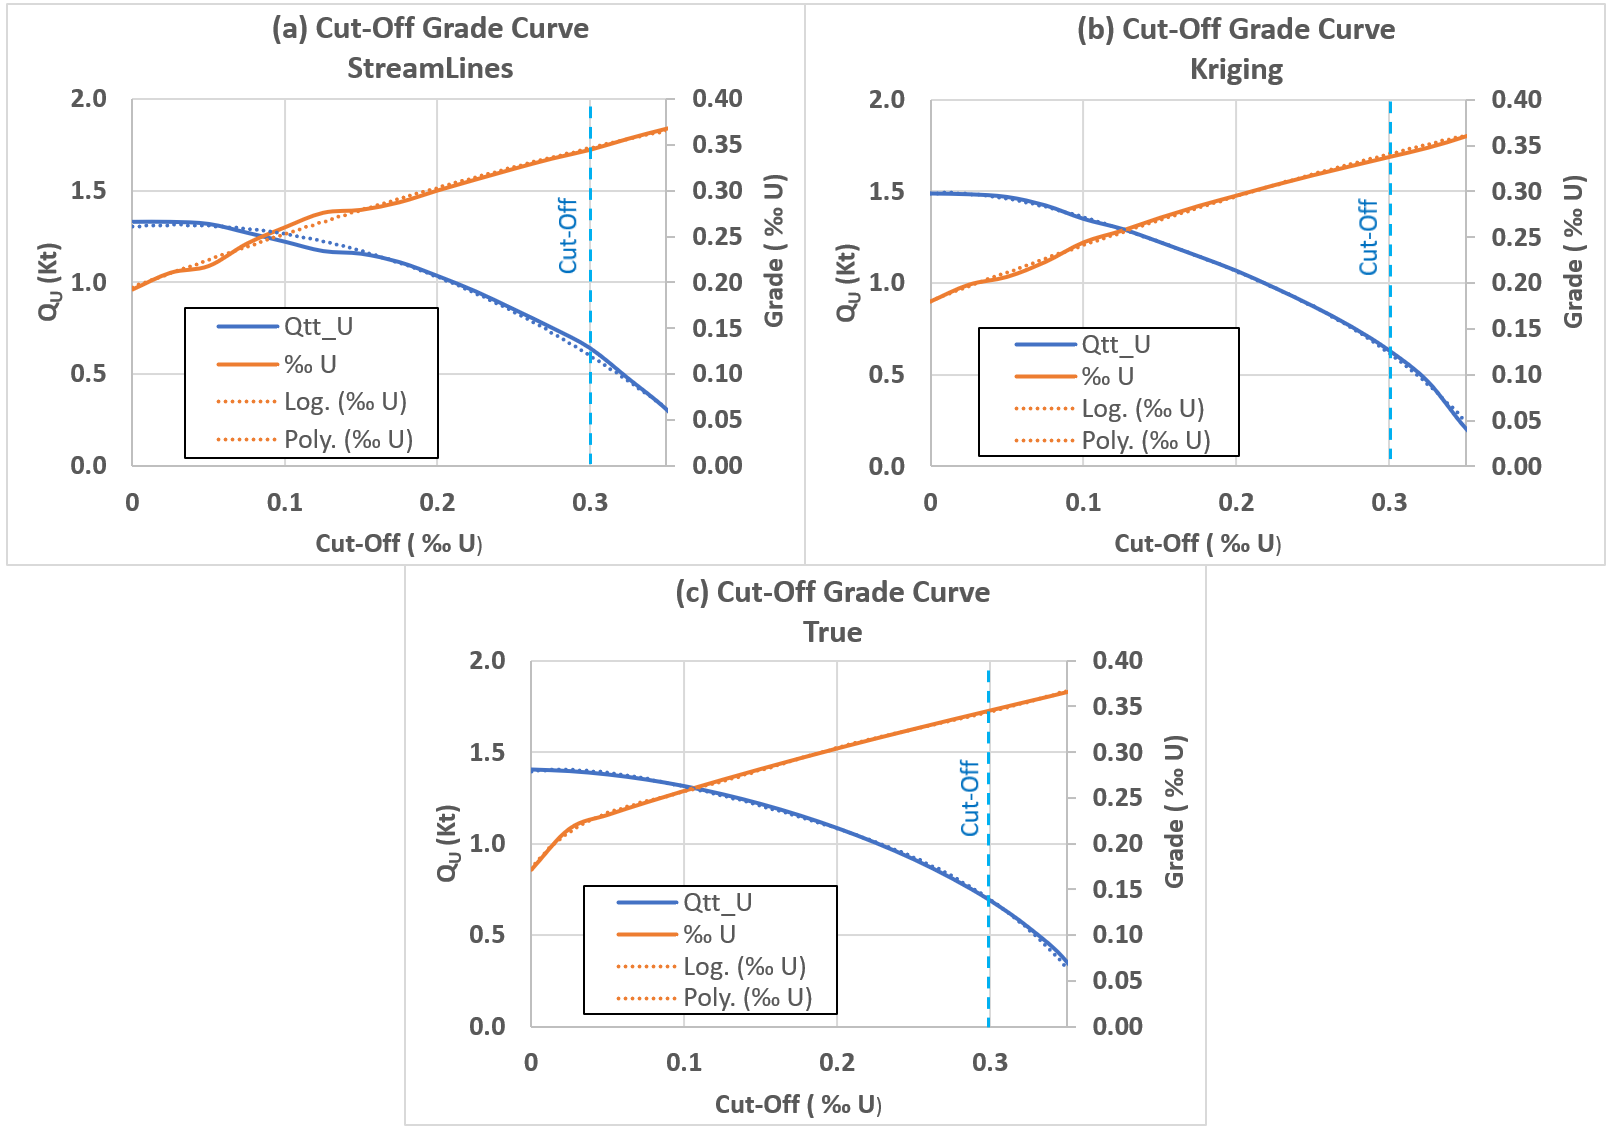 (a) Cut-Off Grade Curve
StreamLines
2.0
1.5
1.0
0.5
0.0
Q_U (Kt)
0.40
0.35
0.30
0.25
0.20
0.15
0.10
0.05
0.00
Grade ( ‰ U)
Cut-Off
Qtt_U
‰ U
Log. (‰ U)
Poly. (‰ U)
0 0.1 0.2 0.3
Cut-Off ( ‰ U)
(b) Cut-Off Grade Curve
Kriging
2.0
1.5
1.0
0.5
0.0
Q_U (Kt)
0.40
0.35
0.30
0.25
0.20
0.15
0.10
0.05
0.00
Grade ( ‰ U)
Cut-Off
Qtt_U
‰ U
Log. (‰ U)
Poly. (‰ U)
0 0.1 0.2 0.3
Cut-Off ( ‰ U)
(c) Cut-Off Grade Curve
True
2.0
1.5
1.0
0.5
0.0
Q_U (Kt)
0.40
0.35
0.30
0.25
0.20
0.15
0.10
0.05
0.00
Grade ( ‰ U)
Cut-Off
Qtt_U
‰ U
Log. (‰ U)
Poly. (‰ U)
0 0.1 0.2 0.3
Cut-Off ( ‰ U)